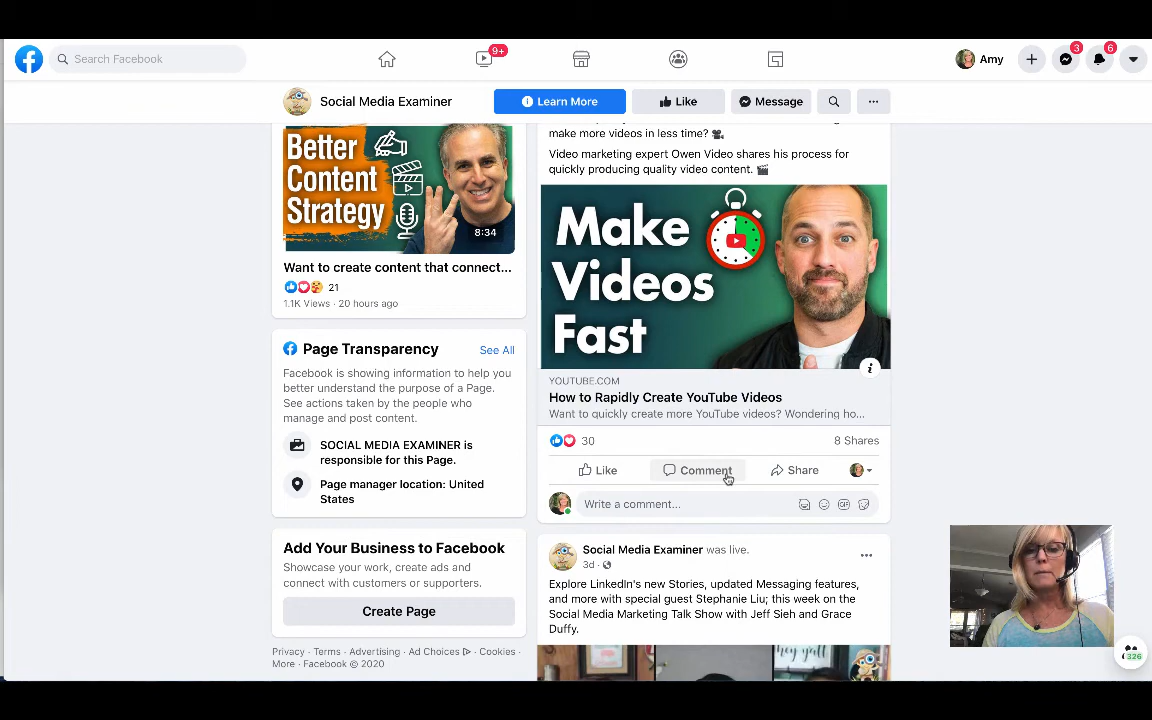 Search Facebook
9+
Amy
3
6
Social Media Examiner
Learn More
Like
Message
Better
Content
Strategy
8:34
Want to create content that connect...
21
1.1K Views · 20 hours ago
Page Transparency
See All
Facebook is showing information to help you
better understand the purpose of a Page.
See actions taken by the people who
manage and post content.
SOCIAL MEDIA EXAMINER is
responsible for this Page.
Page manager location: United
States
Add Your Business to Facebook
Showcase your work, create ads and
connect with customers or supporters.
Create Page
Privacy · Terms · Advertising · Ad Choices · Cookies ·
More · Facebook © 2020
make more videos in less time?
Video marketing expert Owen Video shares his process for
quickly producing quality video content.
Make
Videos
Fast
YOUTUBE.COM
How to Rapidly Create YouTube Videos
Want to quickly create more YouTube videos? Wondering ho...
30
8 Shares
Like
Comment
Share
Write a comment...
GIF
Social Media Examiner was live.
3d ·
Explore LinkedIn's new Stories, updated Messaging features,
and more with special guest Stephanie Liu; this week on the
Social Media Marketing Talk Show with Jeff Sieh and Grace
Duffy.
hey y'all
326